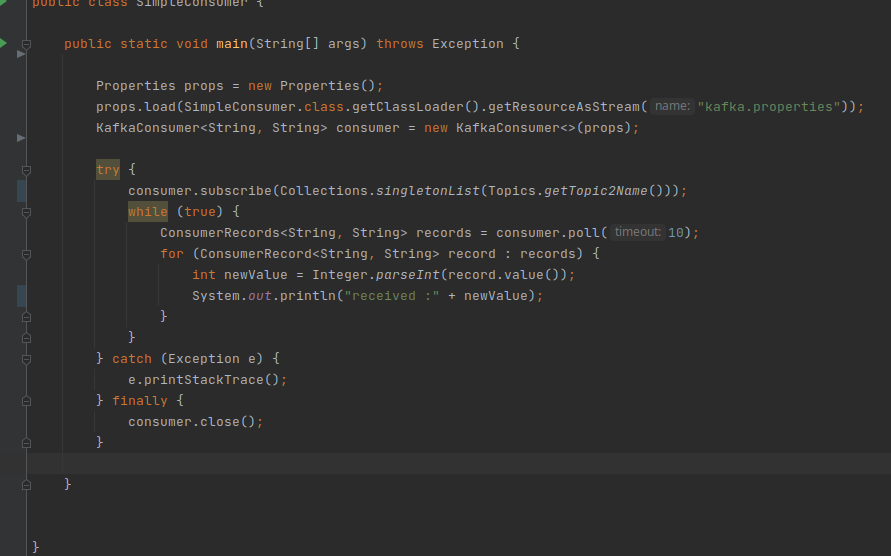 public class SimpleConsumer {
public static void main(String[] args) throws Exception {
Properties props = new Properties();
props.load(SimpleConsumer.class.getClassLoader().getResourceAsStream( name: "kafka.properties"));
KafkaConsumer<String, String> consumer = new KafkaConsumer<>(props);
try {
consumer.subscribe(Collections.singletonList(Topics.getTopic2Name()));
while (true) {
ConsumerRecords<String, String> records = consumer.poll( timeout: 10);
for (ConsumerRecord<String, String> record : records) {
int newValue = Integer.parseInt(record.value());
System.out.println("received :" + newValue);
}
}
} catch (Exception e) {
e.printStackTrace();
} finally {
consumer.close();
}
}
}